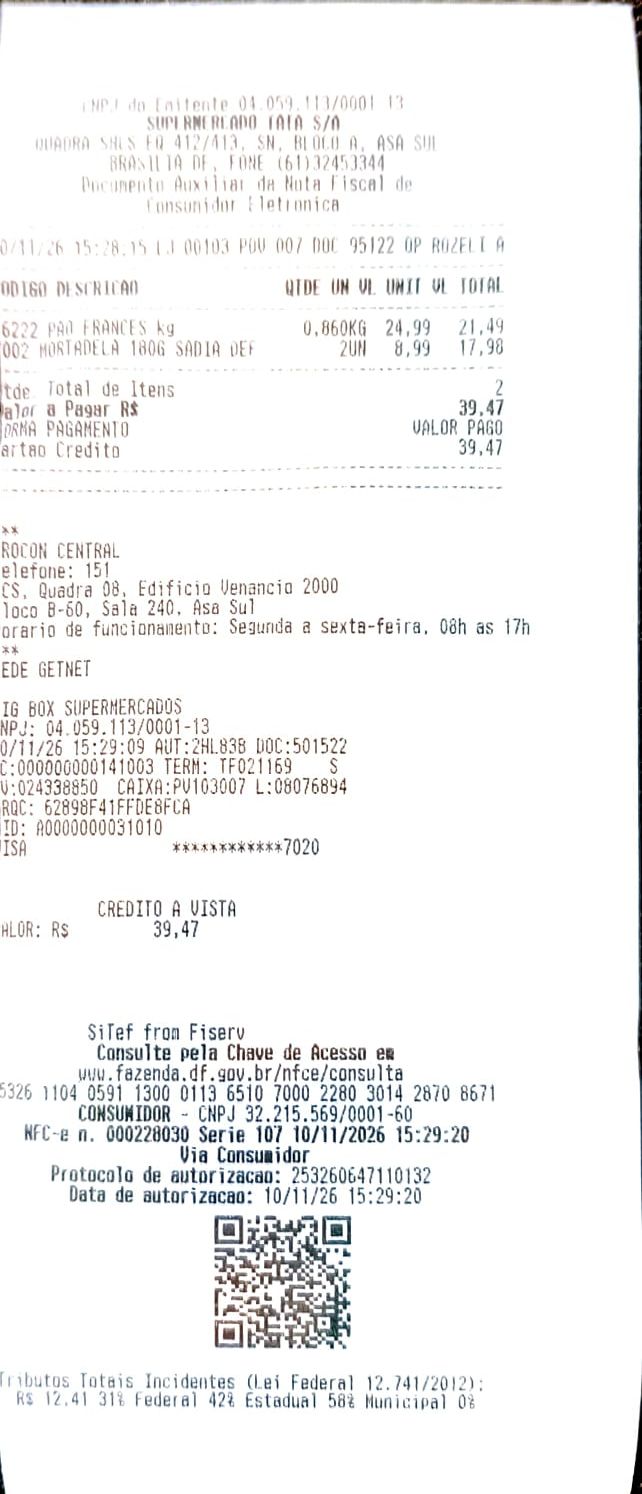 CNPJ do Emitente 04.059.113/0001-13
SUPERMERCADO TATA S/A
QUADRA SHCS EQ 412/413, SN, BLOCO A, ASA SUL
BRASILIA DF, FONE (61)32453344
Documento Auxiliar da Nota Fiscal de
Consumidor Eletronica
0/11/26 15:28:15 LJ 00103 PDV 007 DOC 95122 OP ROZELI A
ODIGO DESCRICAO QTDE UN VL UNIT VL TOTAL
6222 PAO FRANCES kg 0,860KG 24,99 21,49
002 MORTADELA 180G SADIA DEF 2UN 8,99 17,98
tde. Total de Itens 2
alor a Pagar R$ 39,47
ORMA PAGAMENTO VALOR PAGO
artao Credito 39,47
**
ROCON CENTRAL
elefone: 151
CS, Quadra 08, Edificio Venancio 2000
loco B-60, Sala 240, Asa Sul
orario de funcionamento: Segunda a sexta-feira, 08h as 17h
**
EDE GETNET
IG BOX SUPERMERCADOS
NPJ: 04.059.113/0001-13
0/11/26 15:29:09 AUT:2HL83B DOC:501522
C:000000000141003 TERM: TF021169 S
V:024338850 CAIXA:PV103007 L:08076894
RQC: 62898F41FFDE8FCA
ID: A0000000031010
ISA ************7020
CREDITO A VISTA
ALOR: R$ 39,47
SiTef from Fiserv
Consulte pela Chave de Acesso em
www.fazenda.df.gov.br/nfce/consulta
5326 1104 0591 1300 0113 6510 7000 2280 3014 2870 8671
CONSUMIDOR - CNPJ 32.215.569/0001-60
NFC-e n. 000228030 Serie 107 10/11/2026 15:29:20
Via Consumidor
Protocolo de autorizacao: 253260647110132
Data de autorizacao: 10/11/26 15:29:20
Tributos Totais Incidentes (Lei Federal 12.741/2012):
R$ 12,41 31% Federal 42% Estadual 58% Municipal 0%